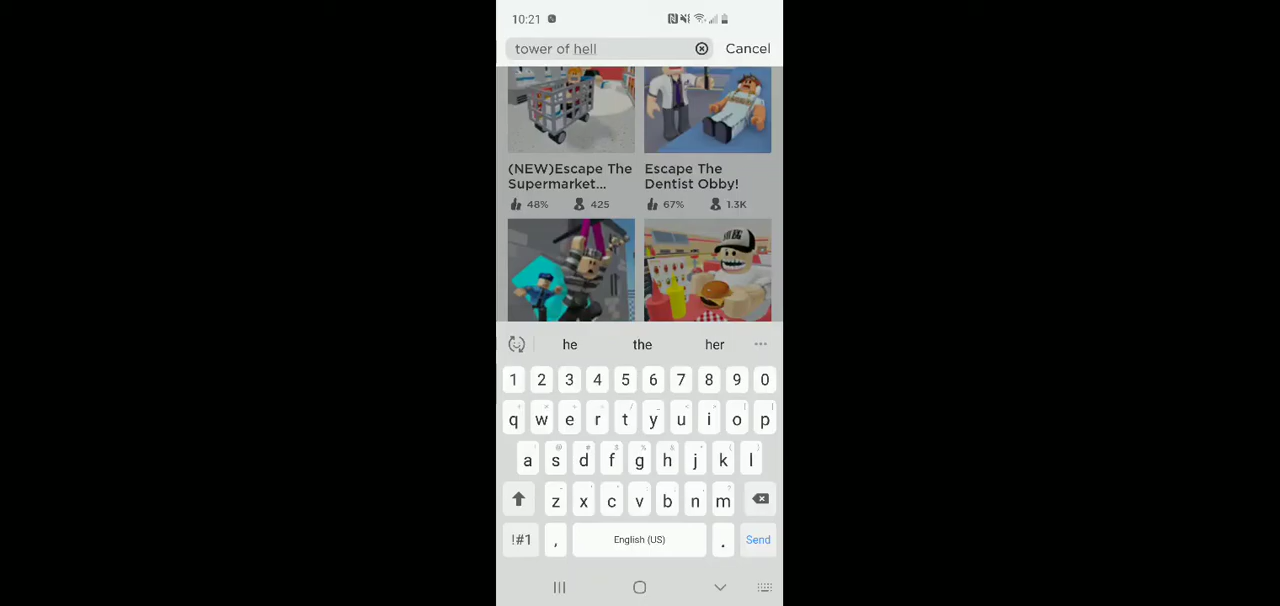 10:21
tower of hell
Cancel
(NEW)Escape The
Supermarket...
48% 425
Escape The
Dentist Obby!
67% 1.3K
he the her
1 2 3 4 5 6 7 8 9 0
q w e r t y u i o p
a s d f g h j k l
z x c v b n m
!#1 , English (US) . Send